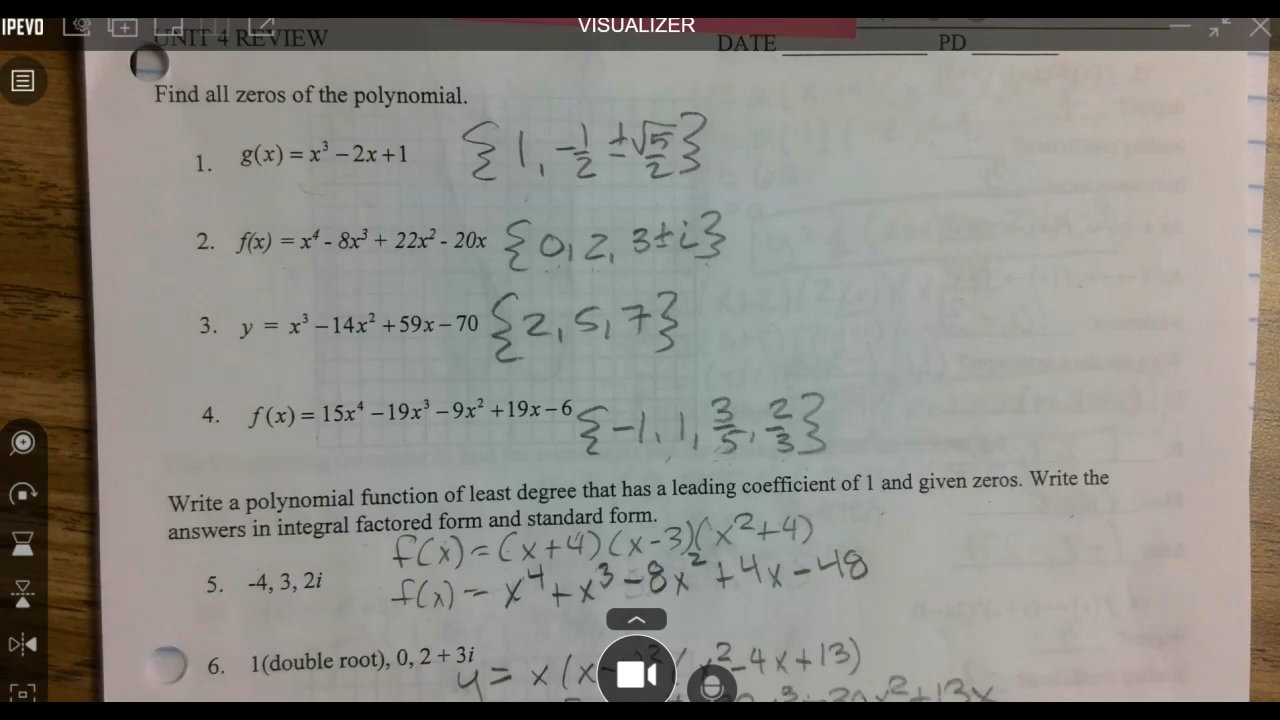 IPEVO
VISUALIZER
UNIT 4 REVIEW DATE ________ PD ________
Find all zeros of the polynomial.
1. g(x) = x³ − 2x + 1 {1, -1/2 ± √5/2}
2. f(x) = x⁴ - 8x³ + 22x² - 20x {0, 2, 3±i}
3. y = x³ − 14x² + 59x − 70 {2, 5, 7}
4. f(x) = 15x⁴ − 19x³ − 9x² + 19x − 6 {-1, 1, 3/5, 2/3}
Write a polynomial function of least degree that has a leading coefficient of 1 and given zeros. Write the
answers in integral factored form and standard form.
f(x) = (x+4)(x-3)(x²+4)
5. -4, 3, 2i f(x) = x⁴ + x³ - 8x² + 4x - 48
6. 1(double root), 0, 2 + 3i y = x(x- ² x² - 4x + 13)
x² + 13x